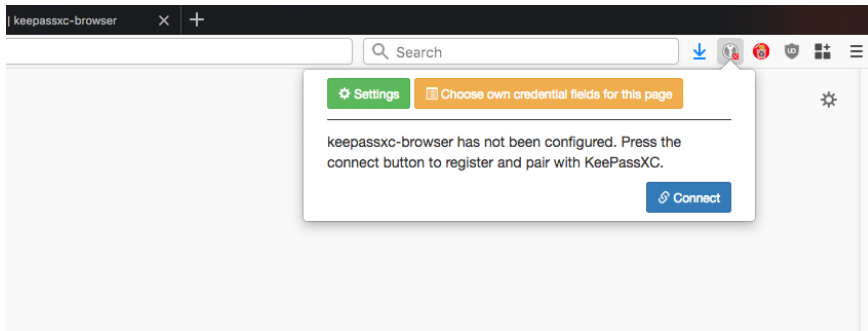 | keepassxc-browser
Search
Settings
Choose own credential fields for this page
keepassxc-browser has not been configured. Press the
connect button to register and pair with KeePassXC.
Connect